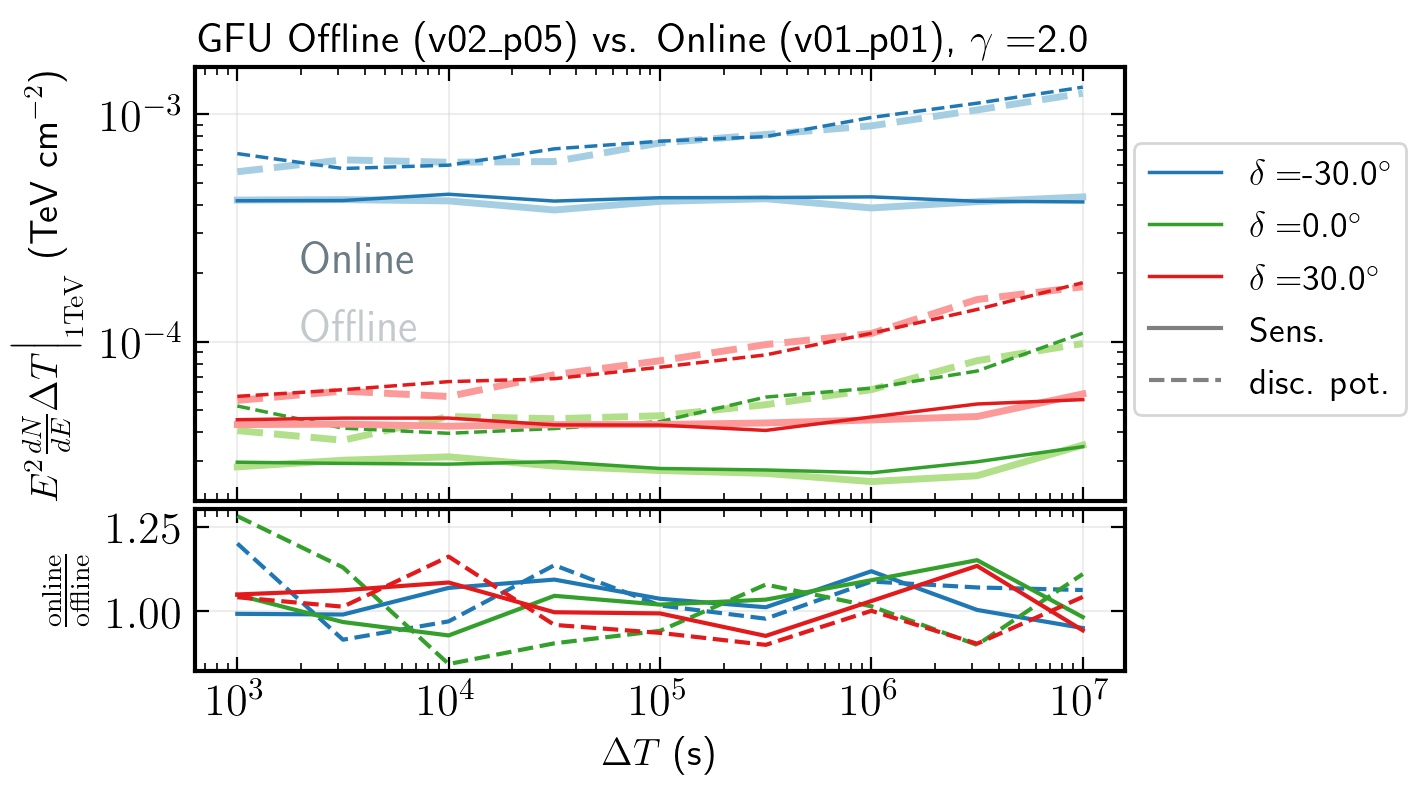 GFU Offline (v02_p05) vs. Online (v01_p01), γ =2.0
E² dN/dE ΔT|1TeV (TeV cm⁻²)
10⁻³
10⁻⁴
Online
Offline
δ =-30.0°
δ =0.0°
δ =30.0°
Sens.
disc. pot.
online/offline
1.25
1.00
10³ 10⁴ 10⁵ 10⁶ 10⁷
ΔT (s)